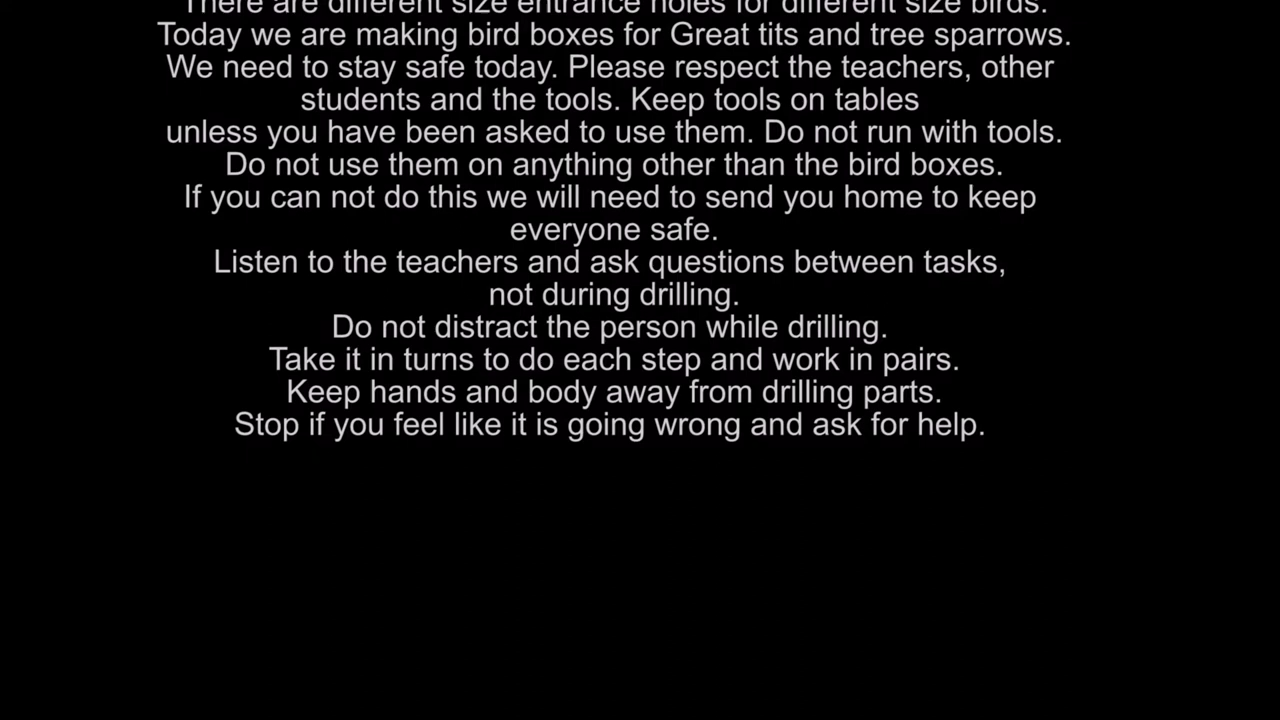 There are different size entrance holes for different size birds.
Today we are making bird boxes for Great tits and tree sparrows.
We need to stay safe today. Please respect the teachers, other
students and the tools. Keep tools on tables
unless you have been asked to use them. Do not run with tools.
Do not use them on anything other than the bird boxes.
If you can not do this we will need to send you home to keep
everyone safe.
Listen to the teachers and ask questions between tasks,
not during drilling.
Do not distract the person while drilling.
Take it in turns to do each step and work in pairs.
Keep hands and body away from drilling parts.
Stop if you feel like it is going wrong and ask for help.